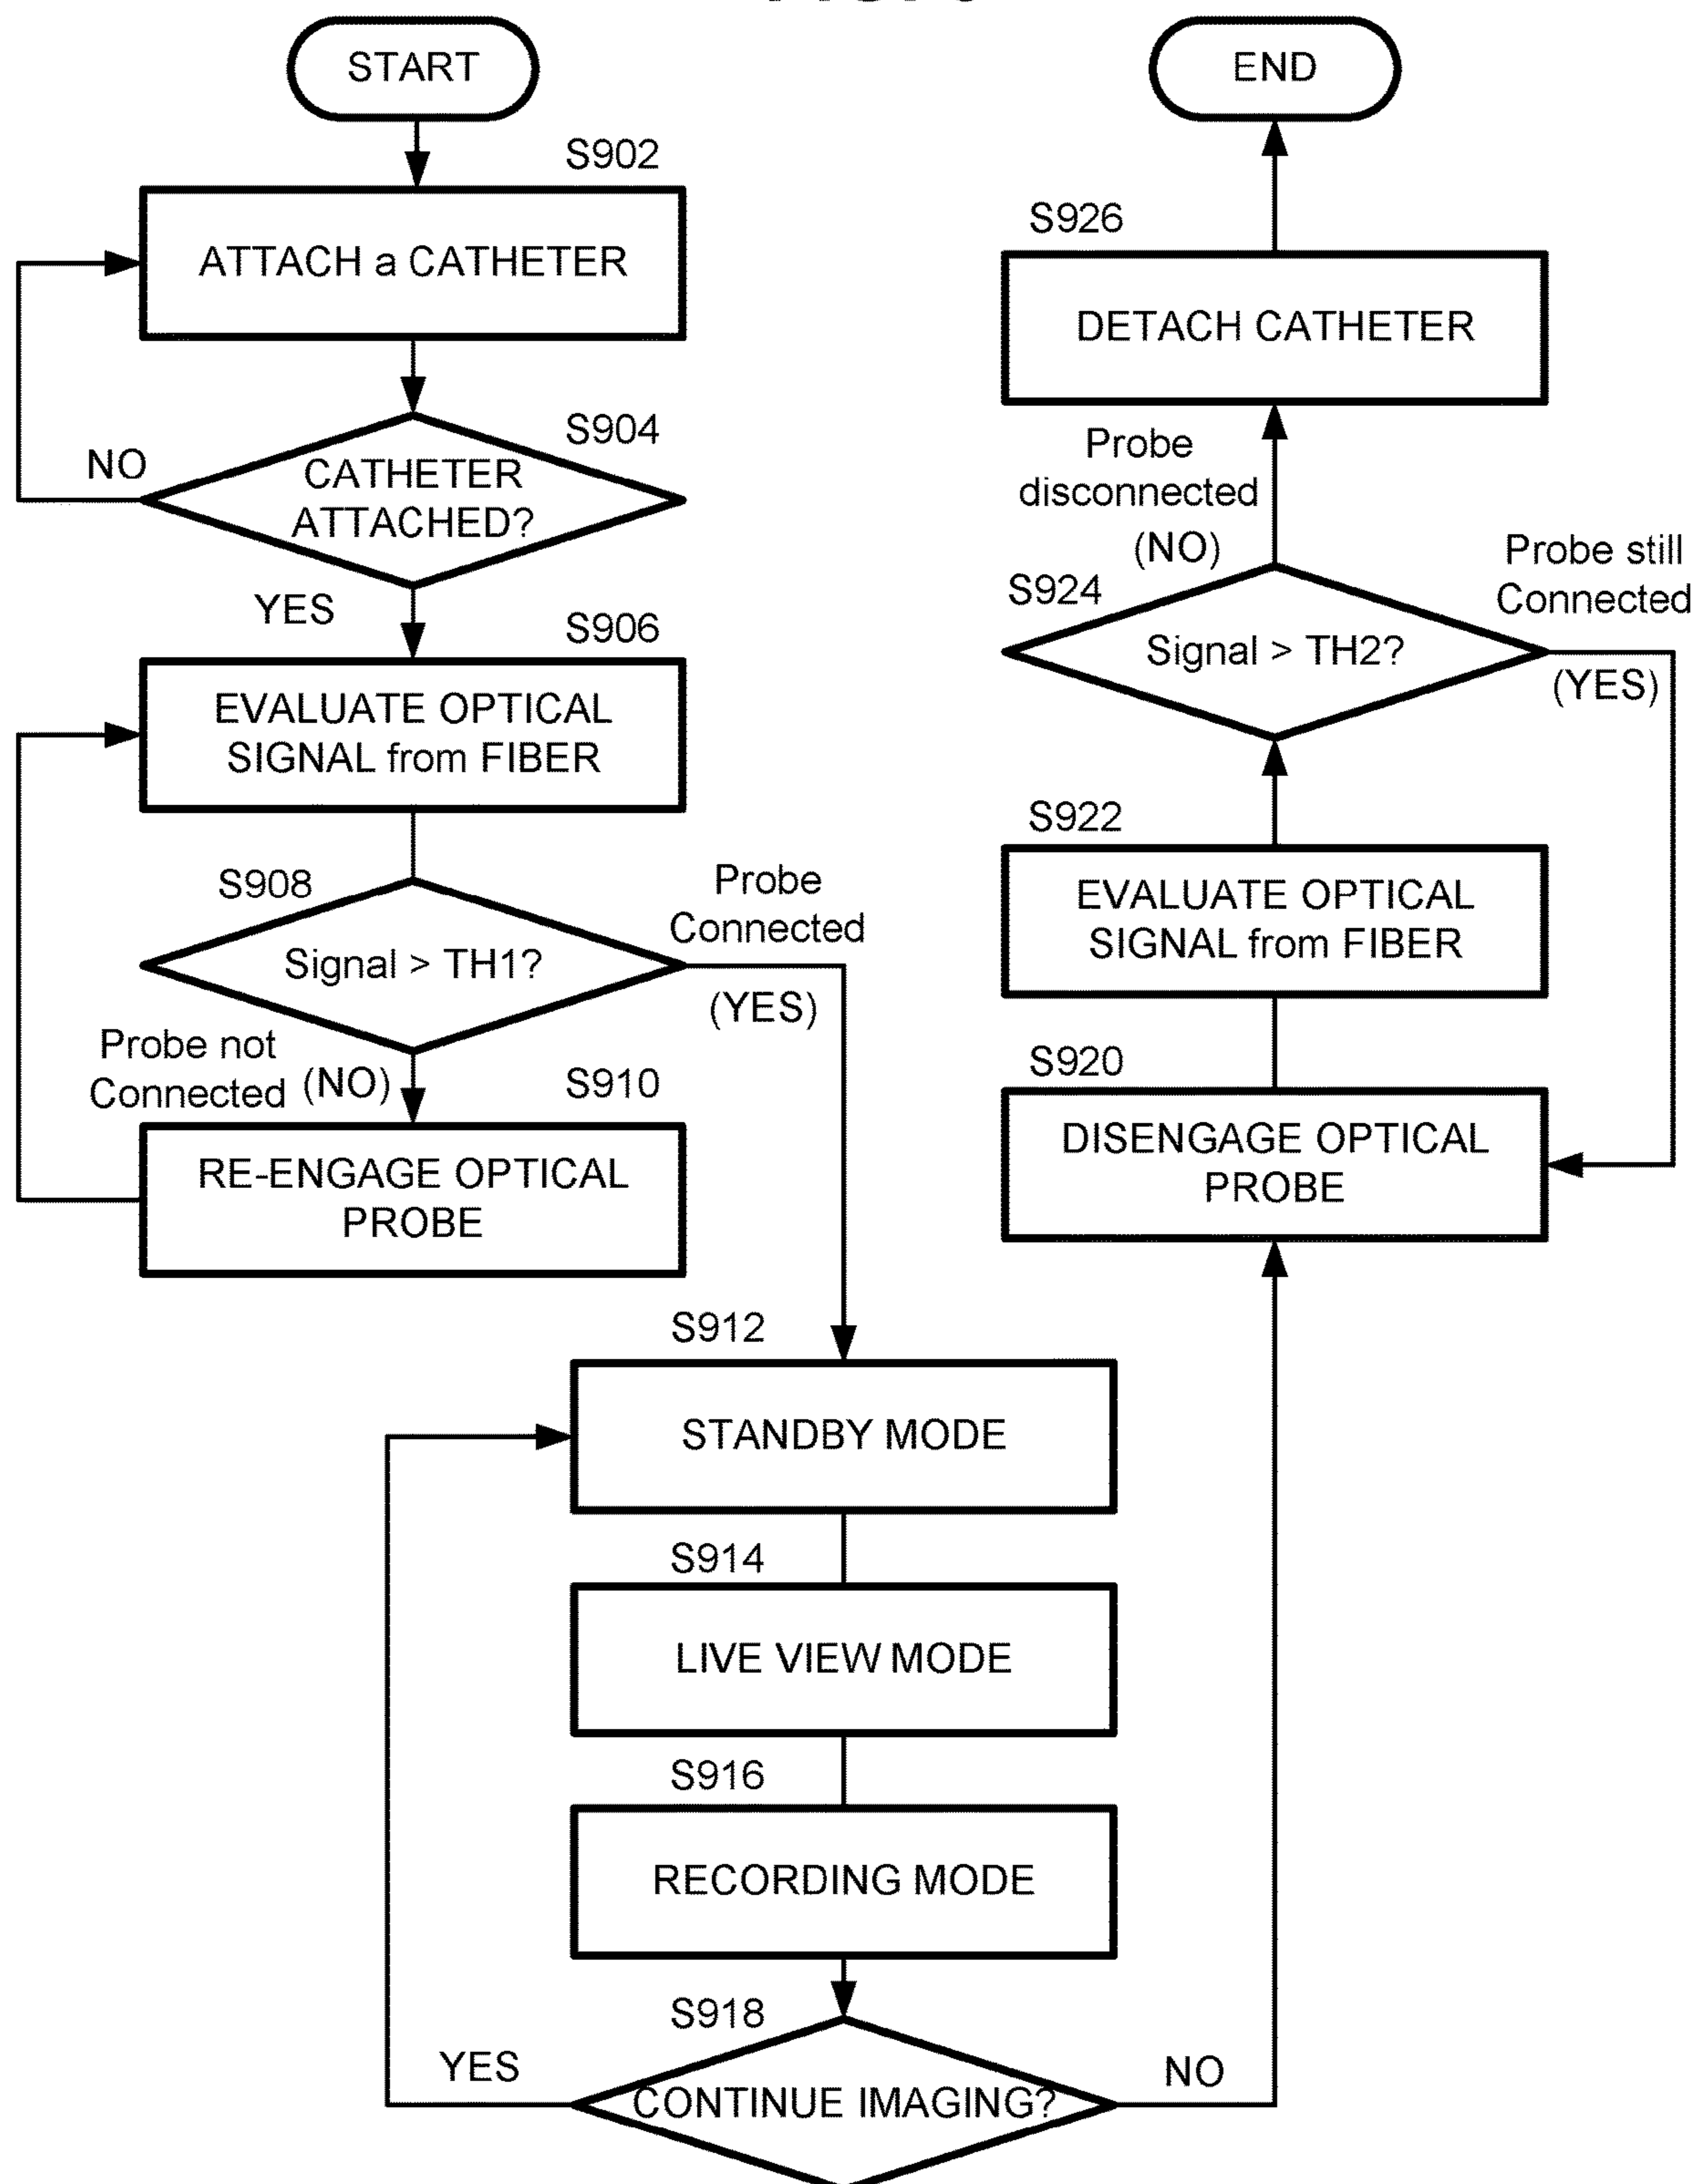 START
S902
ATTACH a CATHETER
S904
NO
CATHETER
ATTACHED?
YES
S906
EVALUATE OPTICAL
SIGNAL from FIBER
S908
Probe
Connected
Signal > TH1?
(YES)
Probe not
Connected (NO)
S910
RE-ENGAGE OPTICAL
PROBE
S912
STANDBY MODE
S914
LIVE VIEW MODE
S916
RECORDING MODE
S918
YES
CONTINUE IMAGING?
NO
END
S926
DETACH CATHETER
Probe
disconnected
(NO)
Probe still
Connected
S924
Signal > TH2?
(YES)
S922
EVALUATE OPTICAL
SIGNAL from FIBER
S920
DISENGAGE OPTICAL
PROBE